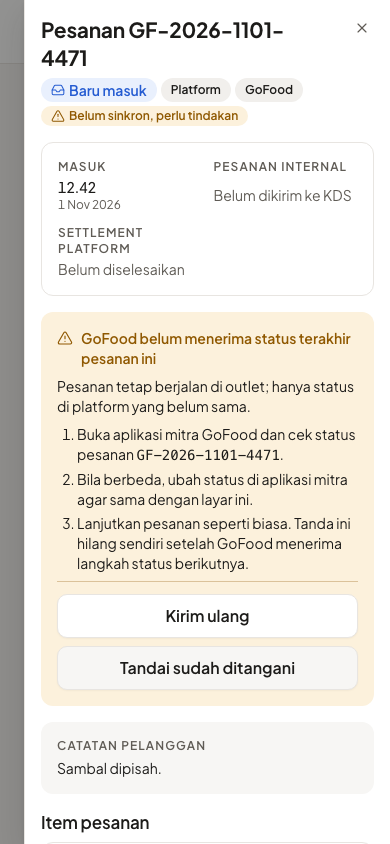 Pesanan GF-2026-1101-
4471
Baru masuk
Platform
GoFood
Belum sinkron, perlu tindakan
MASUK
12.42
1 Nov 2026
PESANAN INTERNAL
Belum dikirim ke KDS
SETTLEMENT
PLATFORM
Belum diselesaikan
GoFood belum menerima status terakhir
pesanan ini
Pesanan tetap berjalan di outlet; hanya status
di platform yang belum sama.
1. Buka aplikasi mitra GoFood dan cek status
pesanan GF-2026-1101-4471.
2. Bila berbeda, ubah status di aplikasi mitra
agar sama dengan layar ini.
3. Lanjutkan pesanan seperti biasa. Tanda ini
hilang sendiri setelah GoFood menerima
langkah status berikutnya.
Kirim ulang
Tandai sudah ditangani
CATATAN PELANGGAN
Sambal dipisah.
Item pesanan